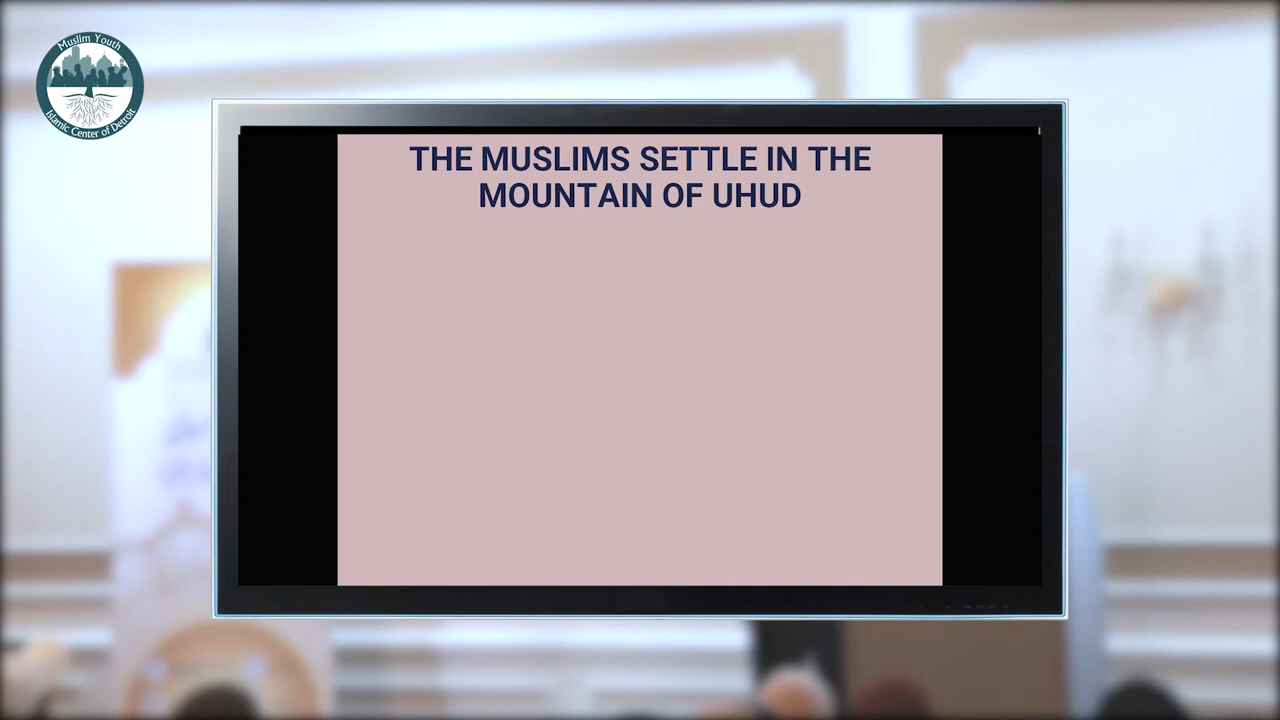 Muslim Youth
Islamic Center of Detroit
THE MUSLIMS SETTLE IN THE
MOUNTAIN OF UHUD